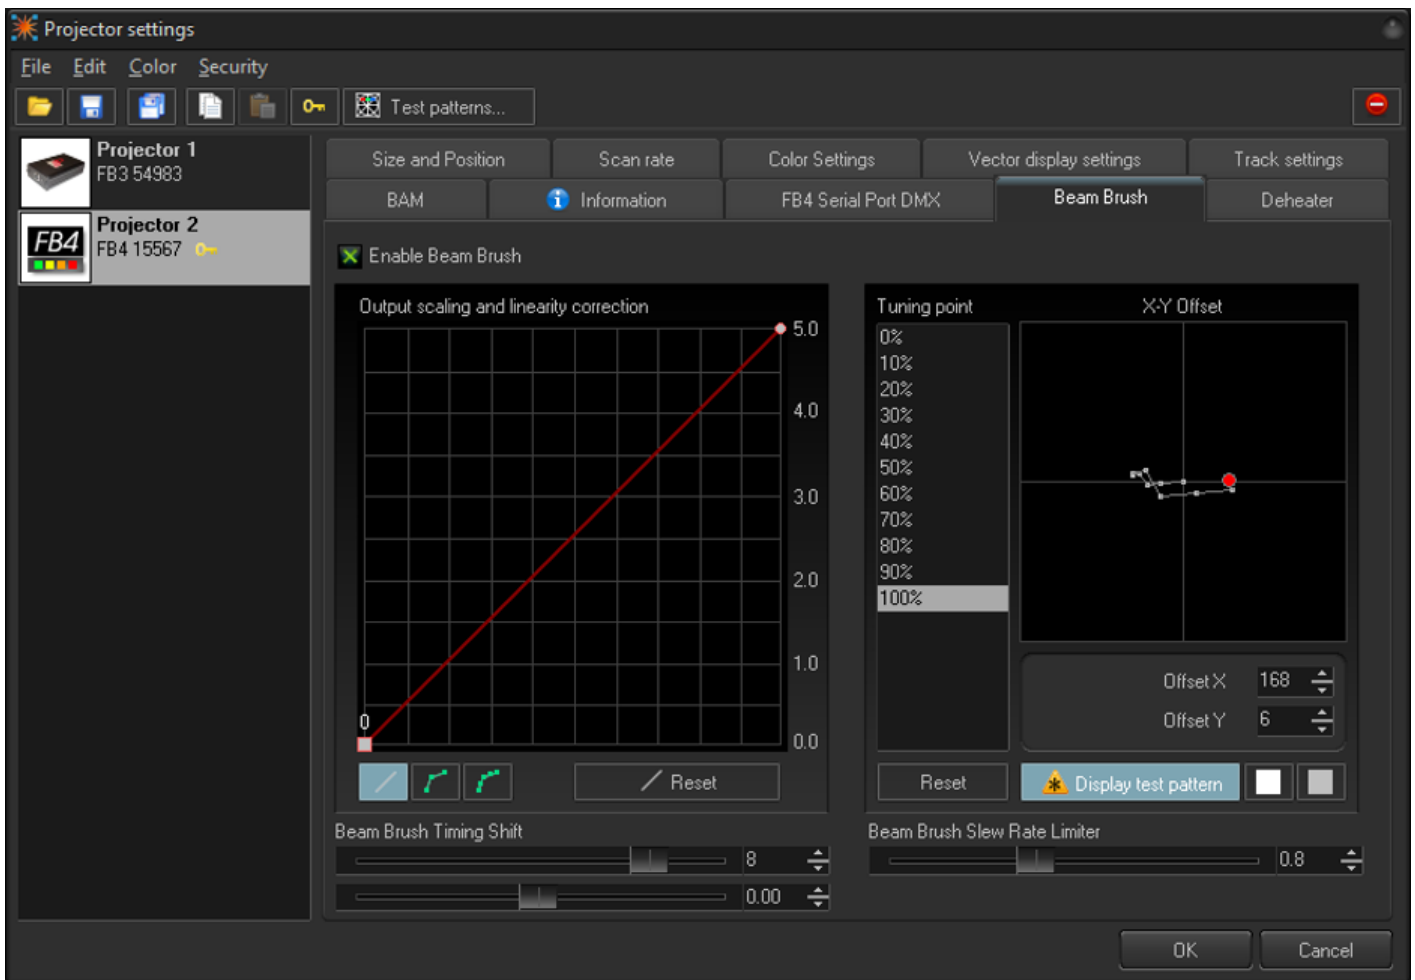 Projector settings
File Edit Color Security
Test patterns...
Projector 1
FB3 54983
FB4
Projector 2
FB4 15567
Size and Position Scan rate Color Settings Vector display settings Track settings
BAM Information FB4 Serial Port DMX Beam Brush Deheater
Enable Beam Brush
Output scaling and linearity correction
5.0
4.0
3.0
2.0
1.0
0
0.0
Reset
Tuning point X-Y Offset
0%
10%
20%
30%
40%
50%
60%
70%
80%
90%
100%
Offset X 168
Offset Y 6
Reset Display test pattern
Beam Brush Timing Shift
8
0.00
Beam Brush Slew Rate Limiter
0.8
OK Cancel